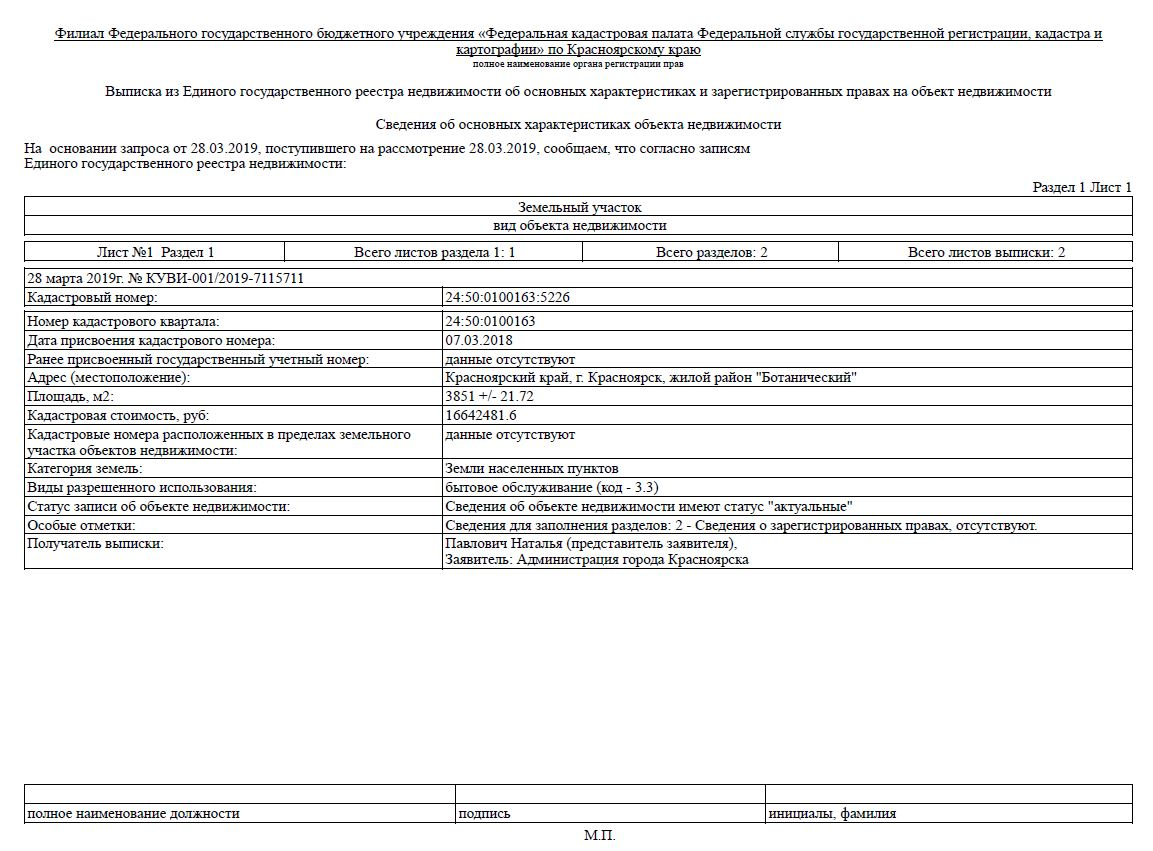 Филиал Федерального государственного бюджетного учреждения «Федеральная кадастровая палата Федеральной службы государственной регистрации, кадастра и
картографии» по Красноярскому краю
полное наименование органа регистрации прав
Выписка из Единого государственного реестра недвижимости об основных характеристиках и зарегистрированных правах на объект недвижимости
Сведения об основных характеристиках объекта недвижимости
На основании запроса от 28.03.2019, поступившего на рассмотрение 28.03.2019, сообщаем, что согласно записям
Единого государственного реестра недвижимости:
Раздел 1 Лист 1
Земельный участок
вид объекта недвижимости
Лист №1 Раздел 1 Всего листов раздела 1: 1 Всего разделов: 2 Всего листов выписки: 2
28 марта 2019г. № КУВИ-001/2019-7115711
Кадастровый номер: 24:50:0100163:5226
Номер кадастрового квартала: 24:50:0100163
Дата присвоения кадастрового номера: 07.03.2018
Ранее присвоенный государственный учетный номер: данные отсутствуют
Адрес (местоположение): Красноярский край, г. Красноярск, жилой район "Ботанический"
Площадь, м2: 3851 +/- 21.72
Кадастровая стоимость, руб: 16642481.6
Кадастровые номера расположенных в пределах земельного данные отсутствуют
участка объектов недвижимости:
Категория земель: Земли населенных пунктов
Виды разрешенного использования: бытовое обслуживание (код - 3.3)
Статус записи об объекте недвижимости: Сведения об объекте недвижимости имеют статус "актуальные"
Особые отметки: Сведения для заполнения разделов: 2 - Сведения о зарегистрированных правах, отсутствуют.
Получатель выписки: Павлович Наталья (представитель заявителя),
Заявитель: Администрация города Красноярска
полное наименование должности подпись инициалы, фамилия
М.П.